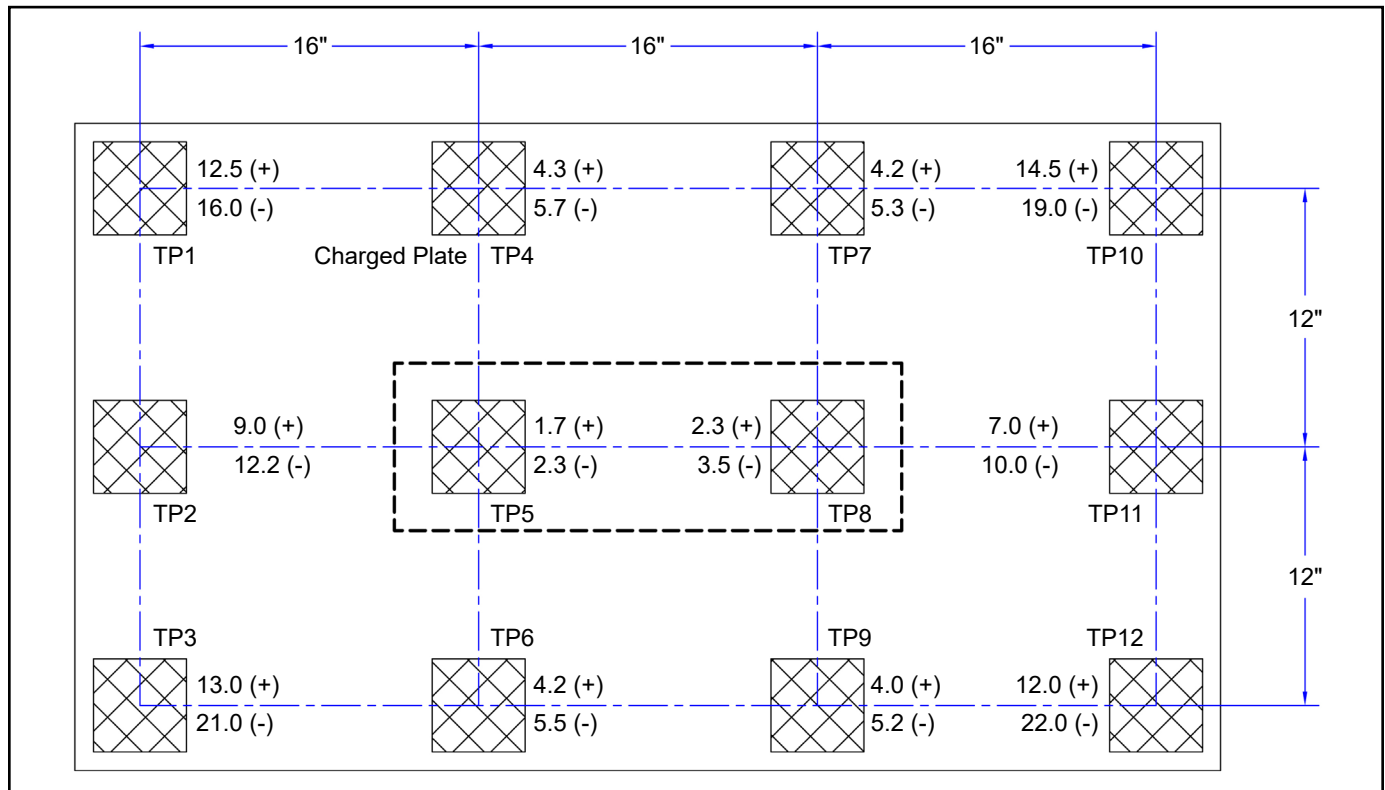 16" 16" 16"
12.5 (+) 4.3 (+) 4.2 (+) 14.5 (+)
16.0 (-) 5.7 (-) 5.3 (-) 19.0 (-)
TP1 Charged Plate TP4 TP7 TP10
12"
9.0 (+) 1.7 (+) 2.3 (+) 7.0 (+)
12.2 (-) 2.3 (-) 3.5 (-) 10.0 (-)
TP2 TP5 TP8 TP11
12"
TP3 TP6 TP9 TP12
13.0 (+) 4.2 (+) 4.0 (+) 12.0 (+)
21.0 (-) 5.5 (-) 5.2 (-) 22.0 (-)